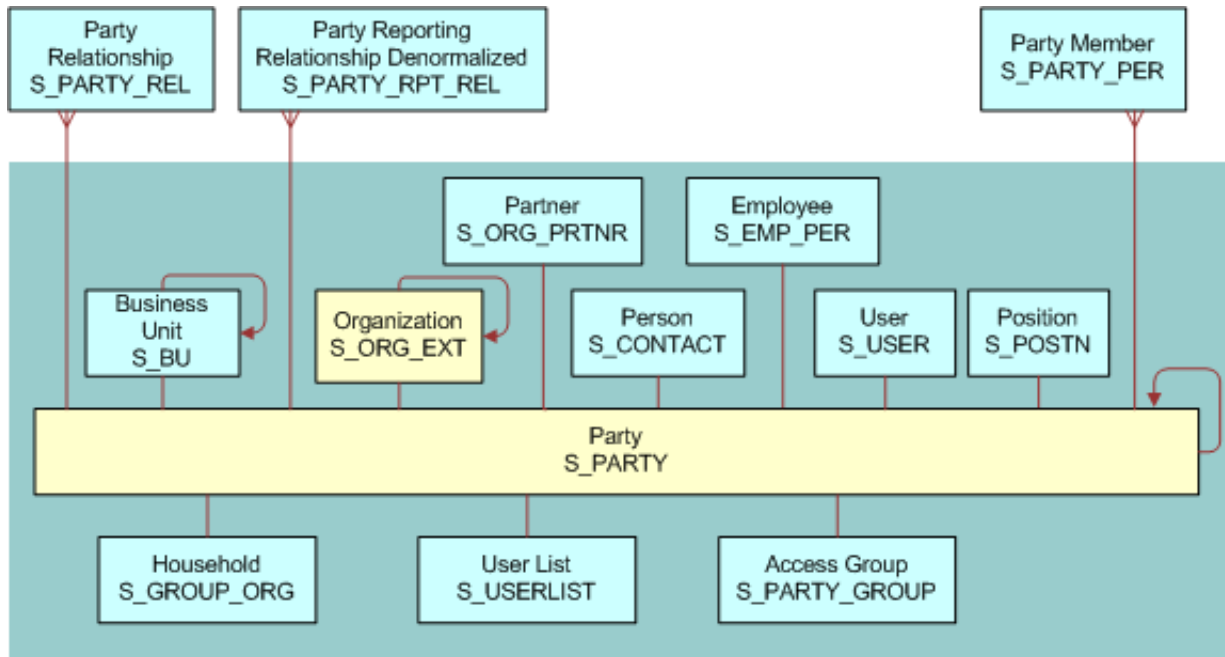 Party
Relationship
S_PARTY_REL
Party Reporting
Relationship Denormalized
S_PARTY_RPT_REL
Party Member
S_PARTY_PER
Partner
S_ORG_PRTNR
Employee
S_EMP_PER
Business
Unit
S_BU
Organization
S_ORG_EXT
Person
S_CONTACT
User
S_USER
Position
S_POSTN
Party
S_PARTY
Household
S_GROUP_ORG
User List
S_USERLIST
Access Group
S_PARTY_GROUP